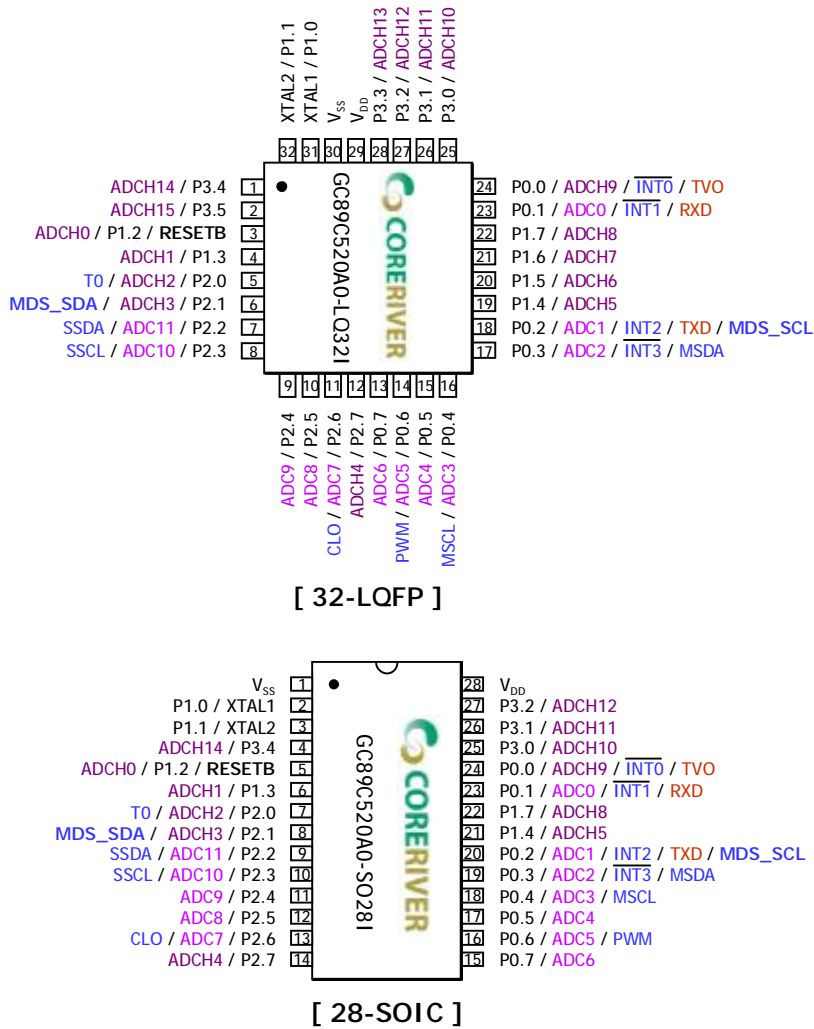 XTAL2 / P1.1
XTAL1 / P1.0
VSS
VDD
P3.3 / ADCH13
P3.2 / ADCH12
P3.1 / ADCH11
P3.0 / ADCH10
32 31 30 29 28 27 26 25
ADCH14 / P3.4 1
ADCH15 / P3.5 2
ADCH0 / P1.2 / RESETB 3
ADCH1 / P1.3 4
T0 / ADCH2 / P2.0 5
MDS_SDA / ADCH3 / P2.1 6
SSDA / ADC11 / P2.2 7
SSCL / ADC10 / P2.3 8
GC89C520A0-LQ32I
CORERIVER
24 P0.0 / ADCH9 / INT0 / TVO
23 P0.1 / ADC0 / INT1 / RXD
22 P1.7 / ADCH8
21 P1.6 / ADCH7
20 P1.5 / ADCH6
19 P1.4 / ADCH5
18 P0.2 / ADC1 / INT2 / TXD / MDS_SCL
17 P0.3 / ADC2 / INT3 / MSDA
9 10 11 12 13 14 15 16
ADC9 / P2.4
ADC8 / P2.5
CLO / ADC7 / P2.6
ADCH4 / P2.7
ADC6 / P0.7
PWM / ADC5 / P0.6
ADC4 / P0.5
MSCL / ADC3 / P0.4
[ 32-LQFP ]
VSS 1
P1.0 / XTAL1 2
P1.1 / XTAL2 3
ADCH14 / P3.4 4
ADCH0 / P1.2 / RESETB 5
ADCH1 / P1.3 6
T0 / ADCH2 / P2.0 7
MDS_SDA / ADCH3 / P2.1 8
SSDA / ADC11 / P2.2 9
SSCL / ADC10 / P2.3 10
ADC9 / P2.4 11
ADC8 / P2.5 12
CLO / ADC7 / P2.6 13
ADCH4 / P2.7 14
GC89C520A0-SO28I
CORERIVER
28 VDD
27 P3.2 / ADCH12
26 P3.1 / ADCH11
25 P3.0 / ADCH10
24 P0.0 / ADCH9 / INT0 / TVO
23 P0.1 / ADC0 / INT1 / RXD
22 P1.7 / ADCH8
21 P1.4 / ADCH5
20 P0.2 / ADC1 / INT2 / TXD / MDS_SCL
19 P0.3 / ADC2 / INT3 / MSDA
18 P0.4 / ADC3 / MSCL
17 P0.5 / ADC4
16 P0.6 / ADC5 / PWM
15 P0.7 / ADC6
[ 28-SOIC ]